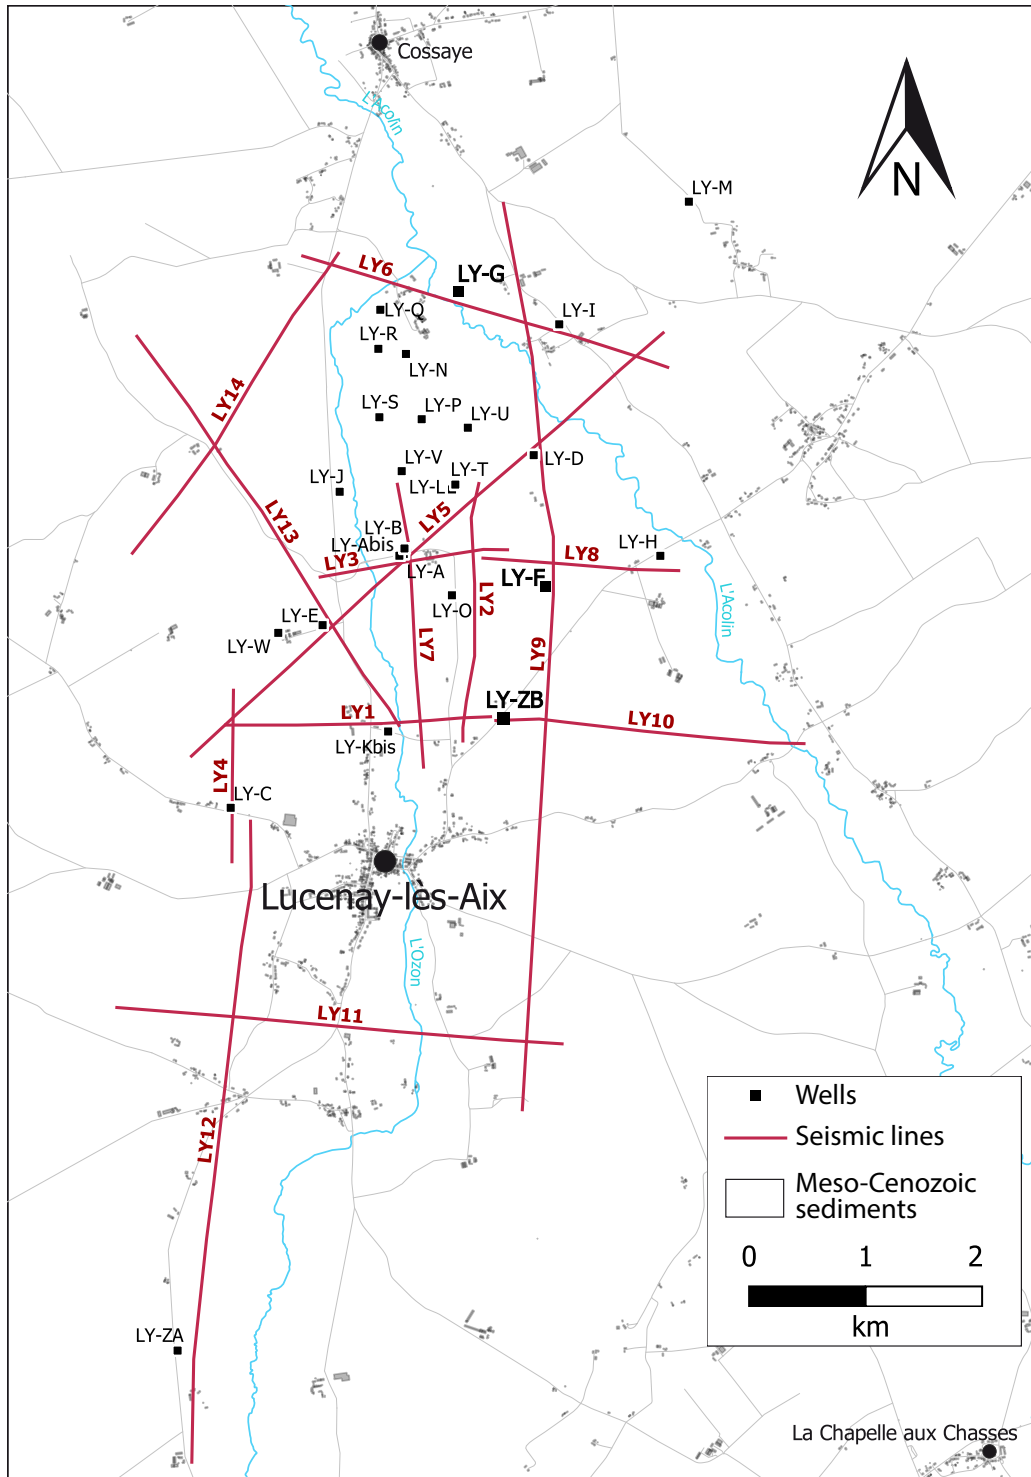 Cossaye
L'Acolin
N
LY-M
LY6
LY-G
LY-Q
LY-I
LY-R
LY-N
LY14
LY-S
LY-P
LY-U
LY-V
LY-T
LY-D
LY-J
LY-LL
LY13
LY-B
LY5
LY-Abis
LY3
LY-A
LY8
LY-H
LY-F
LY2
LY-O
L'Acolin
LY-E
LY-W
LY7
LY9
LY-ZB
LY1
LY10
LY-Kbis
LY4
LY-C
Lucenay-les-Aix
L'Ozon
LY11
LY12
LY-ZA
Wells
Seismic lines
Meso-Cenozoic
sediments
0 1 2
km
La Chapelle aux Chasses